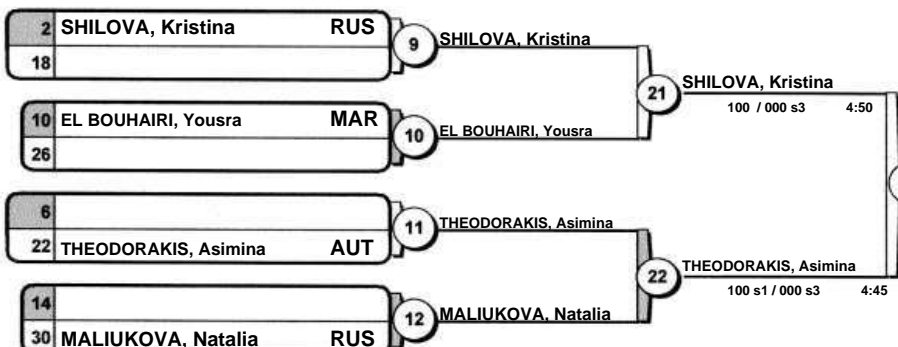 2 SHILOVA, Kristina RUS
18
9 SHILOVA, Kristina
21 SHILOVA, Kristina
100 / 000 s3 4:50
10 EL BOUHAIRI, Yousra MAR
26
10 EL BOUHAIRI, Yousra
6
22 THEODORAKIS, Asimina AUT
11 THEODORAKIS, Asimina
22 THEODORAKIS, Asimina
100 s1 / 000 s3 4:45
14
30 MALIUKOVA, Natalia RUS
12 MALIUKOVA, Natalia